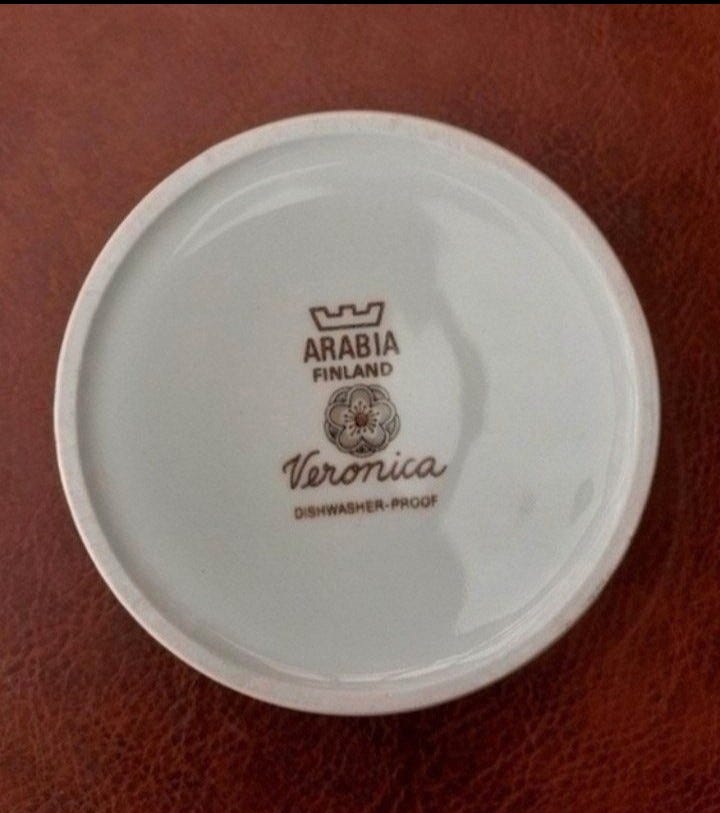 ARABIA
FINLAND
Veronica
DISHWASHER-PROOF